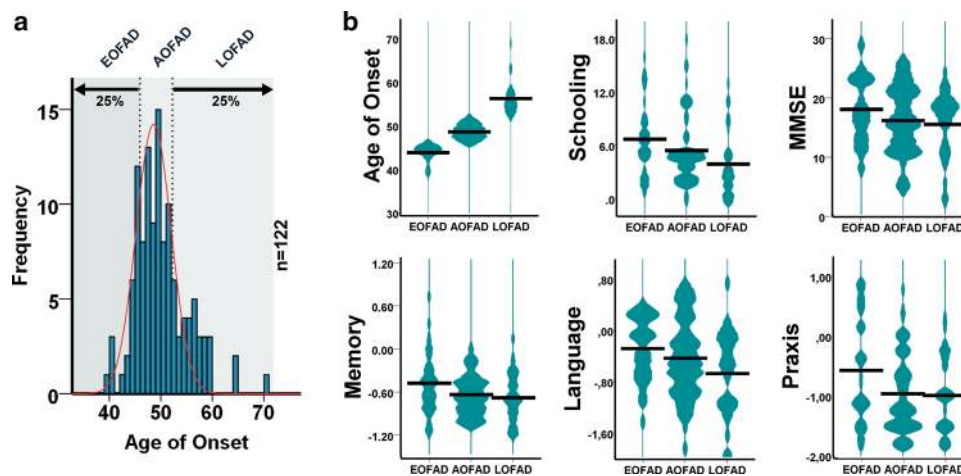 a
EOFAD
AOFAD
LOFAD
25%
25%
15
10
5
0
Frequency
40
50
60
70
Age of Onset
n=122
b
Age of Onset
70
60
50
40
30
EOFAD AOFAD LOFAD
Schooling
18.0
12.0
6.0
.0
EOFAD AOFAD LOFAD
MMSE
30
20
10
0
EOFAD AOFAD LOFAD
Memory
1.20
0.60
0.00
-0.60
-1.20
EOFAD AOFAD LOFAD
Language
,80
,00
-,80
-1,60
EOFAD AOFAD LOFAD
Praxis
1,00
,00
-1,00
-2,00
EOFAD AOFAD LOFAD